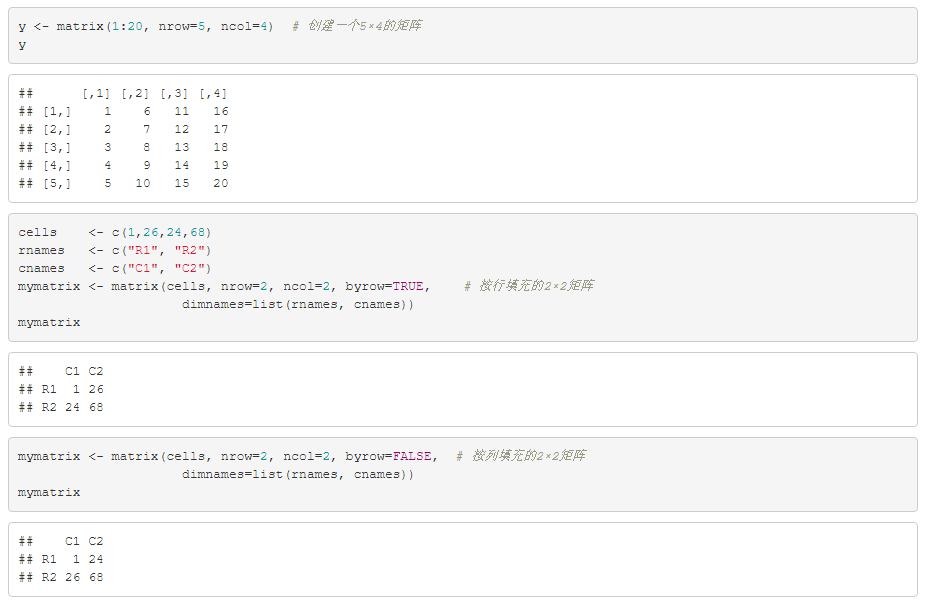 y <- matrix(1:20, nrow=5, ncol=4)  # 创建一个5×4的矩阵
y
##      [,1] [,2] [,3] [,4]
## [1,]    1    6   11   16
## [2,]    2    7   12   17
## [3,]    3    8   13   18
## [4,]    4    9   14   19
## [5,]    5   10   15   20
cells    <- c(1,26,24,68)
rnames   <- c("R1", "R2")
cnames   <- c("C1", "C2")
mymatrix <- matrix(cells, nrow=2, ncol=2, byrow=TRUE,    # 按行填充的2×2矩阵
                     dimnames=list(rnames, cnames))
mymatrix
##    C1 C2
## R1  1 26
## R2 24 68
mymatrix <- matrix(cells, nrow=2, ncol=2, byrow=FALSE,  # 按列填充的2×2矩阵
                     dimnames=list(rnames, cnames))
mymatrix
##    C1 C2
## R1  1 24
## R2 26 68